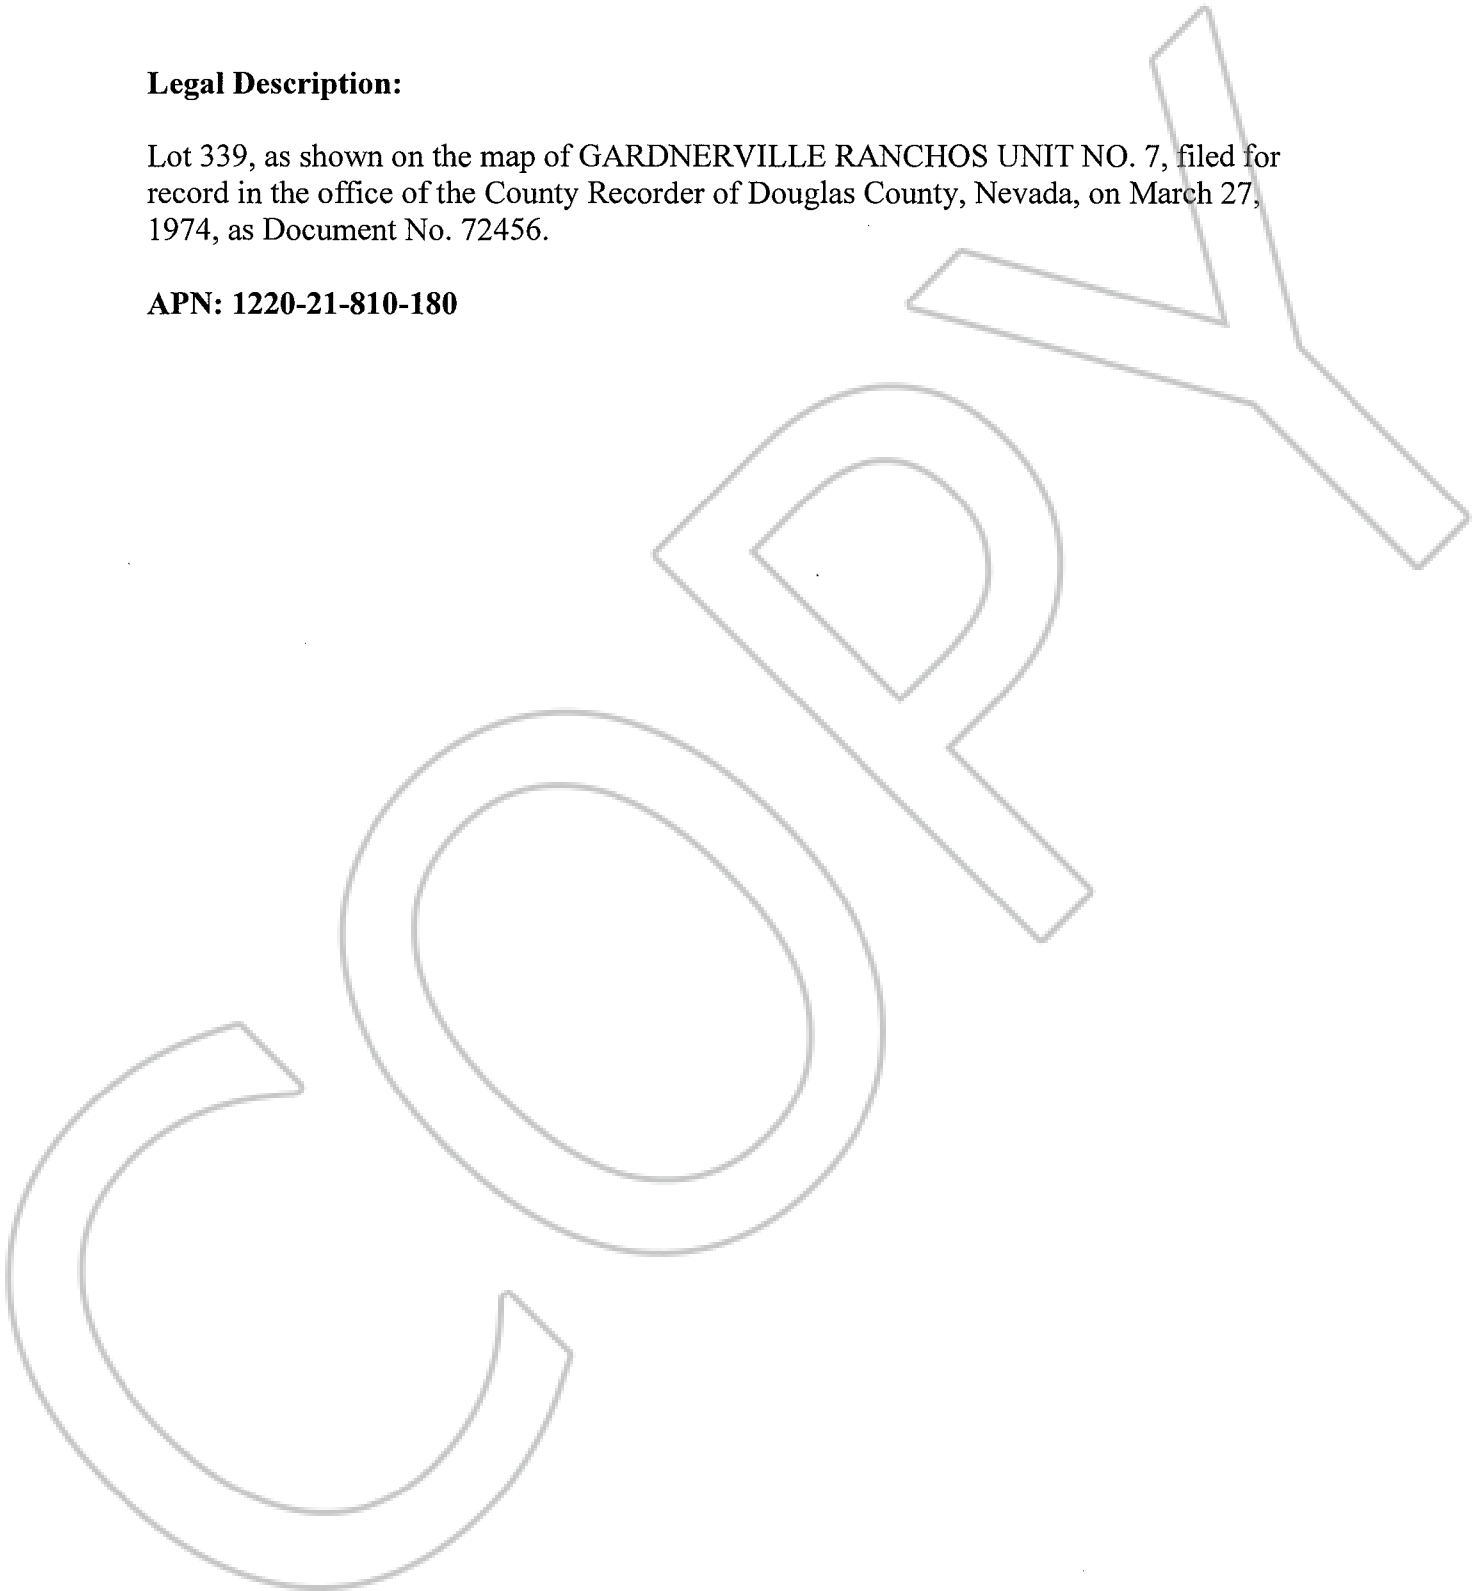 Legal Description:
Lot 339, as shown on the map of GARDNERVILLE RANCHOS UNIT NO. 7, filed for
record in the office of the County Recorder of Douglas County, Nevada, on March 27,
1974, as Document No. 72456.
APN: 1220-21-810-180
COPY